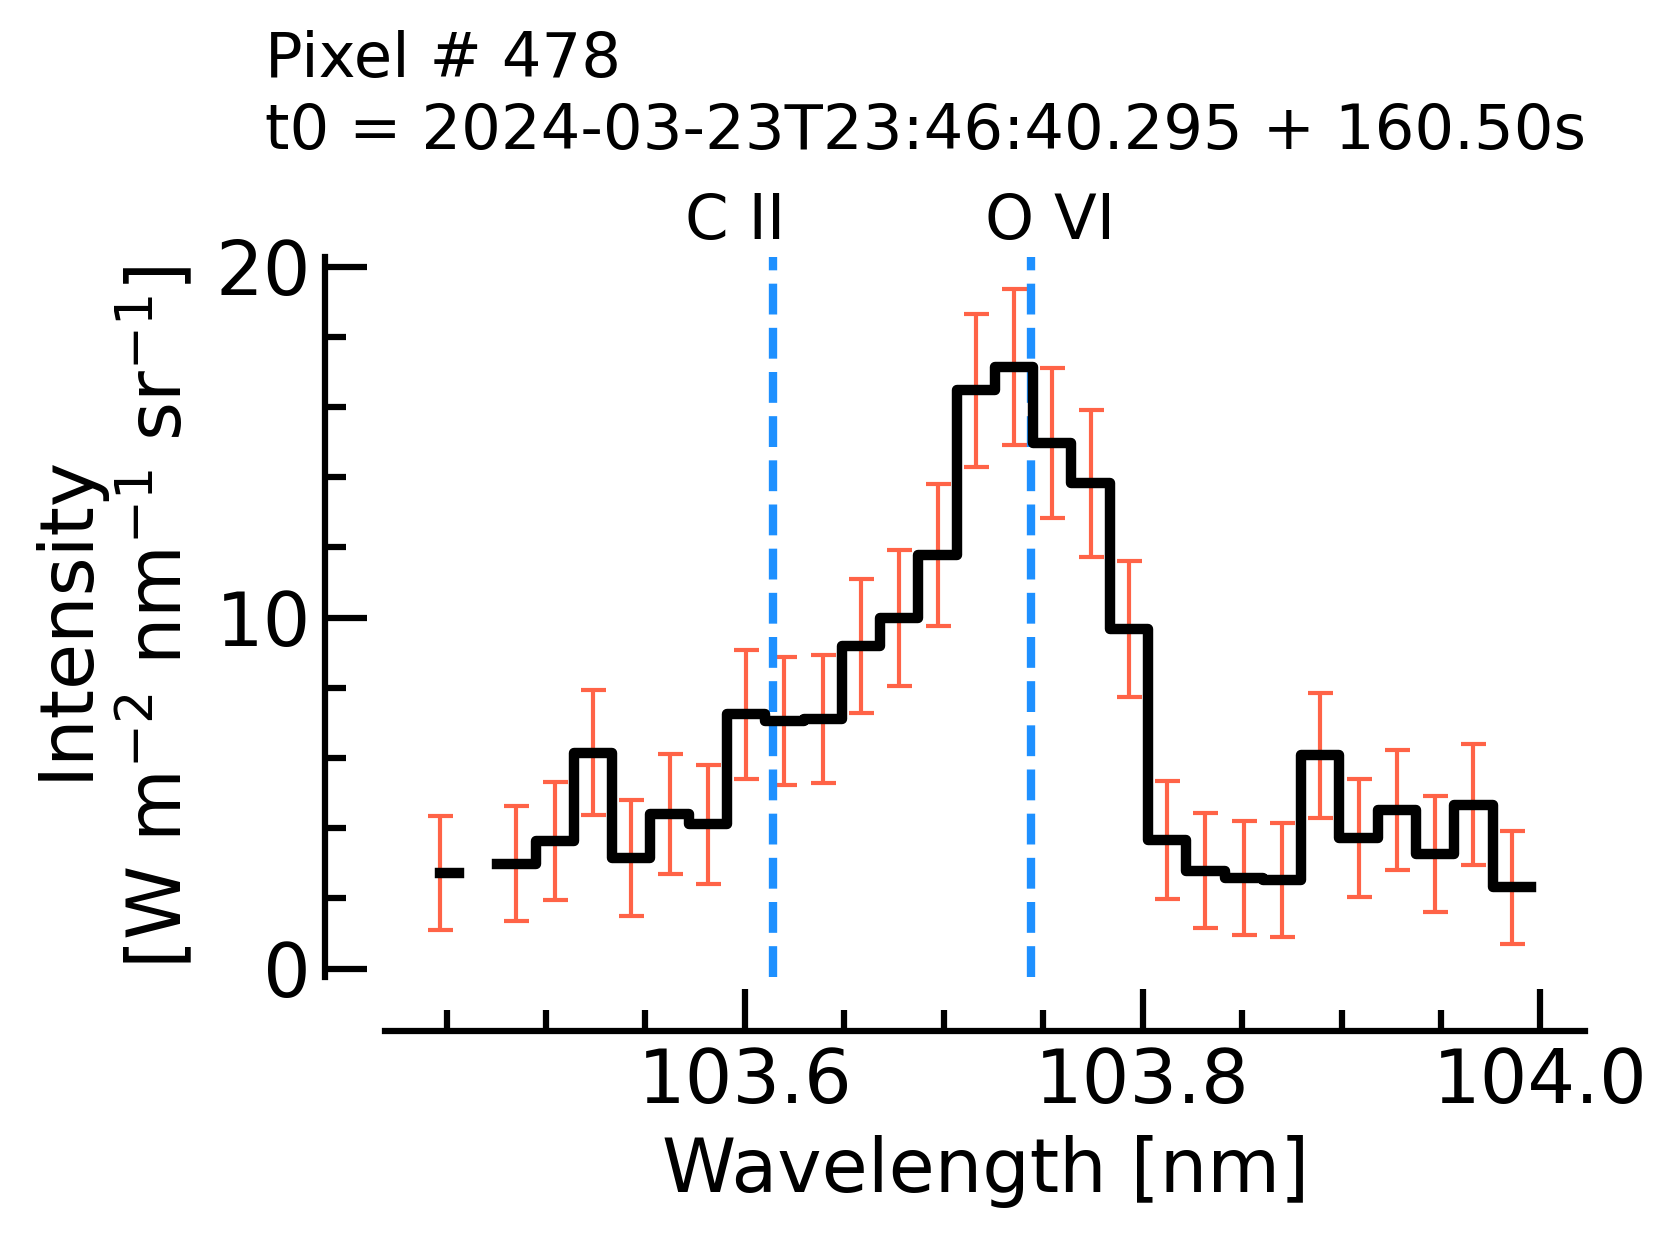 Pixel # 478
t0 = 2024-03-23T23:46:40.295 + 160.50s
C II
O VI
Intensity
[W m⁻² nm⁻¹ sr⁻¹]
20
10
0
103.6
103.8
104.0
Wavelength [nm]